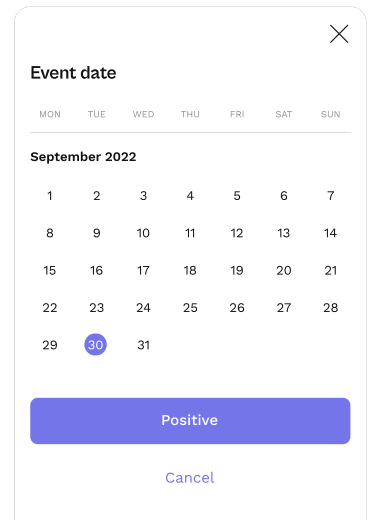 Event date
MON TUE WED THU FRI SAT SUN
September 2022
1 2 3 4 5 6 7
8 9 10 11 12 13 14
15 16 17 18 19 20 21
22 23 24 25 26 27 28
29 30 31
Positive
Cancel